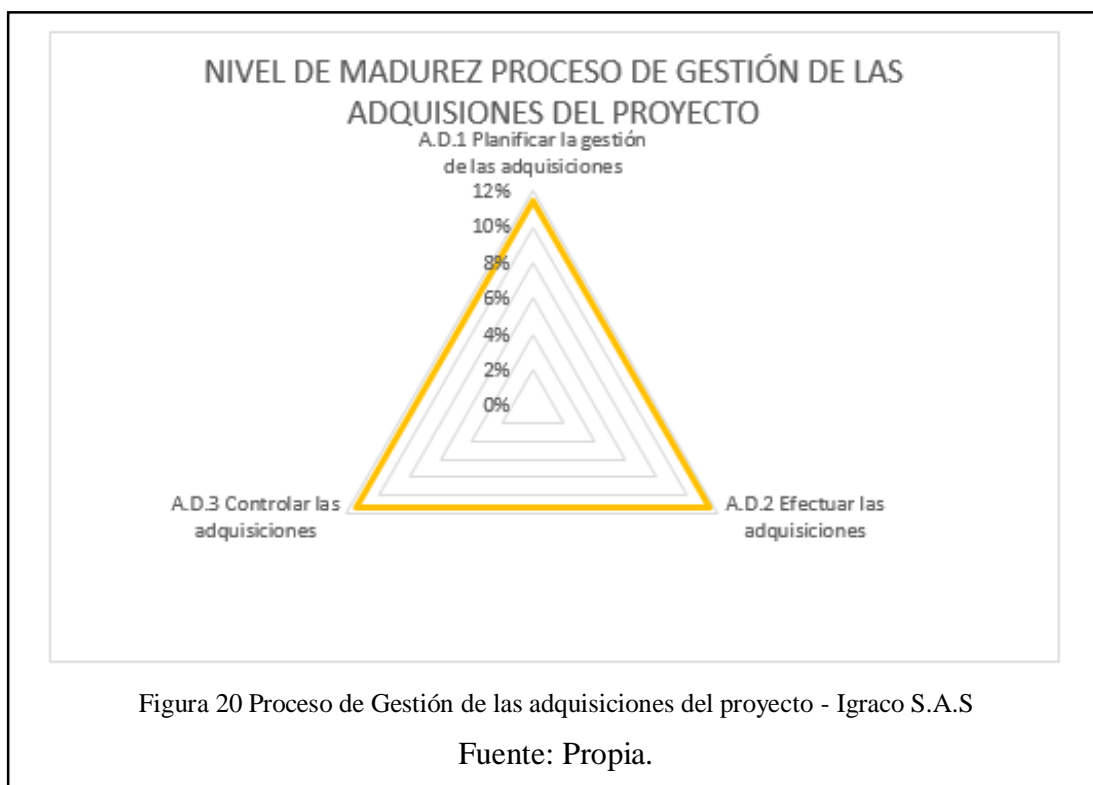 NIVEL DE MADUREZ PROCESO DE GESTIÓN DE LAS
ADQUISIONES DEL PROYECTO
A.D.1 Planificar la gestión
de las adquisiciones
12%
10%
8%
6%
4%
2%
0%
A.D.3 Controlar las
adquisiciones
A.D.2 Efectuar las
adquisiciones
Figura 20 Proceso de Gestión de las adquisiciones del proyecto - Igraco S.A.S
Fuente: Propia.